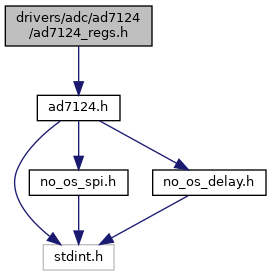 drivers/adc/ad7124
/ad7124_regs.h
ad7124.h
no_os_spi.h
no_os_delay.h
stdint.h